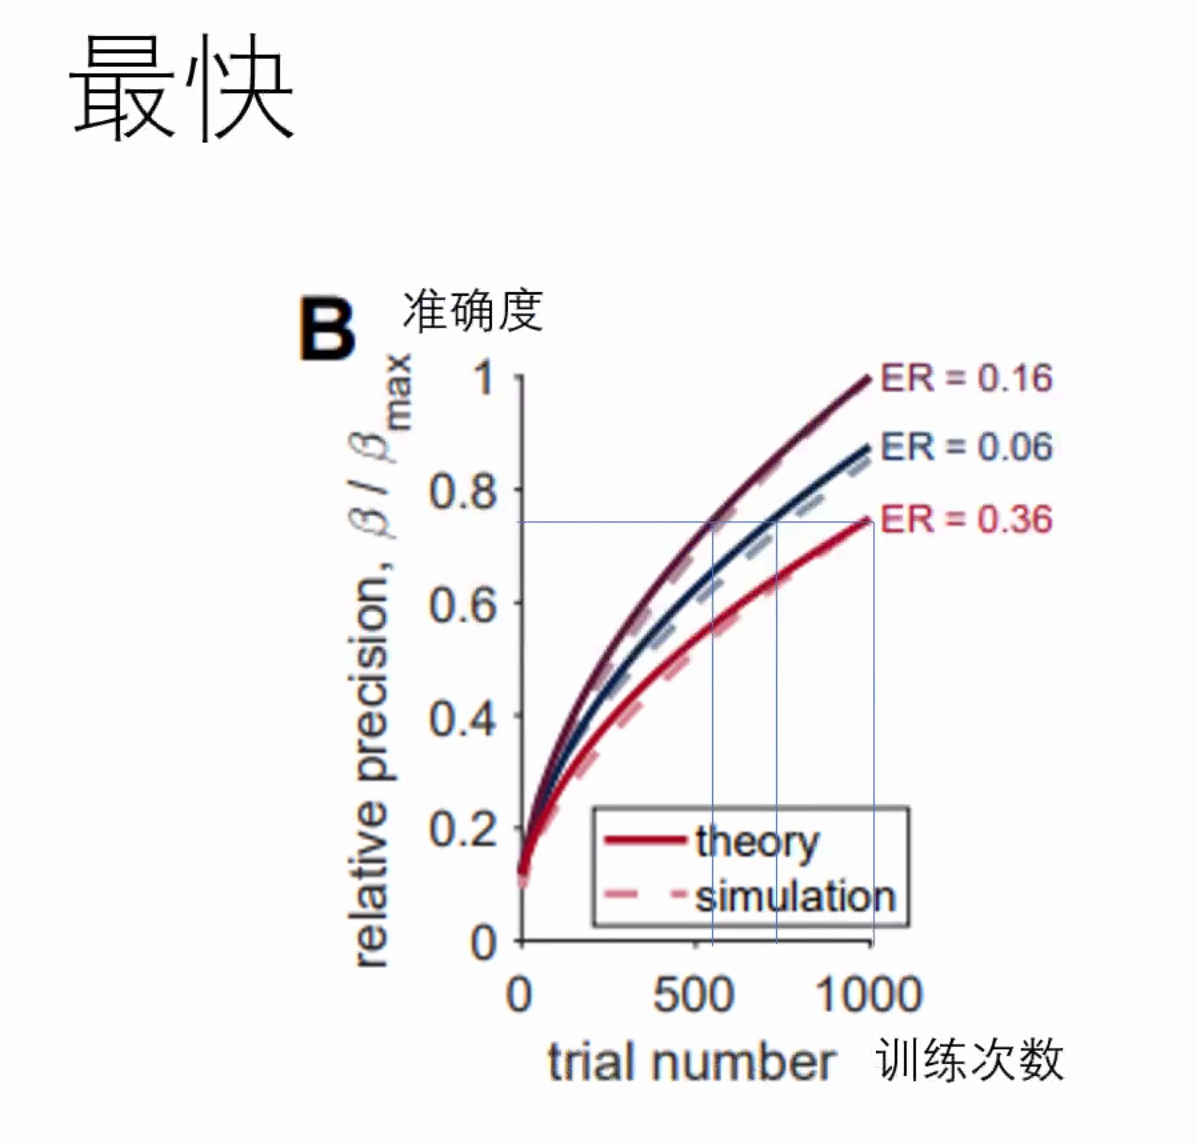 最快
B 准确度
relative precision, β / βmax
1
0.8
0.6
0.4
0.2
0
ER = 0.16
ER = 0.06
ER = 0.36
theory
simulation
0 500 1000
trial number 训练次数